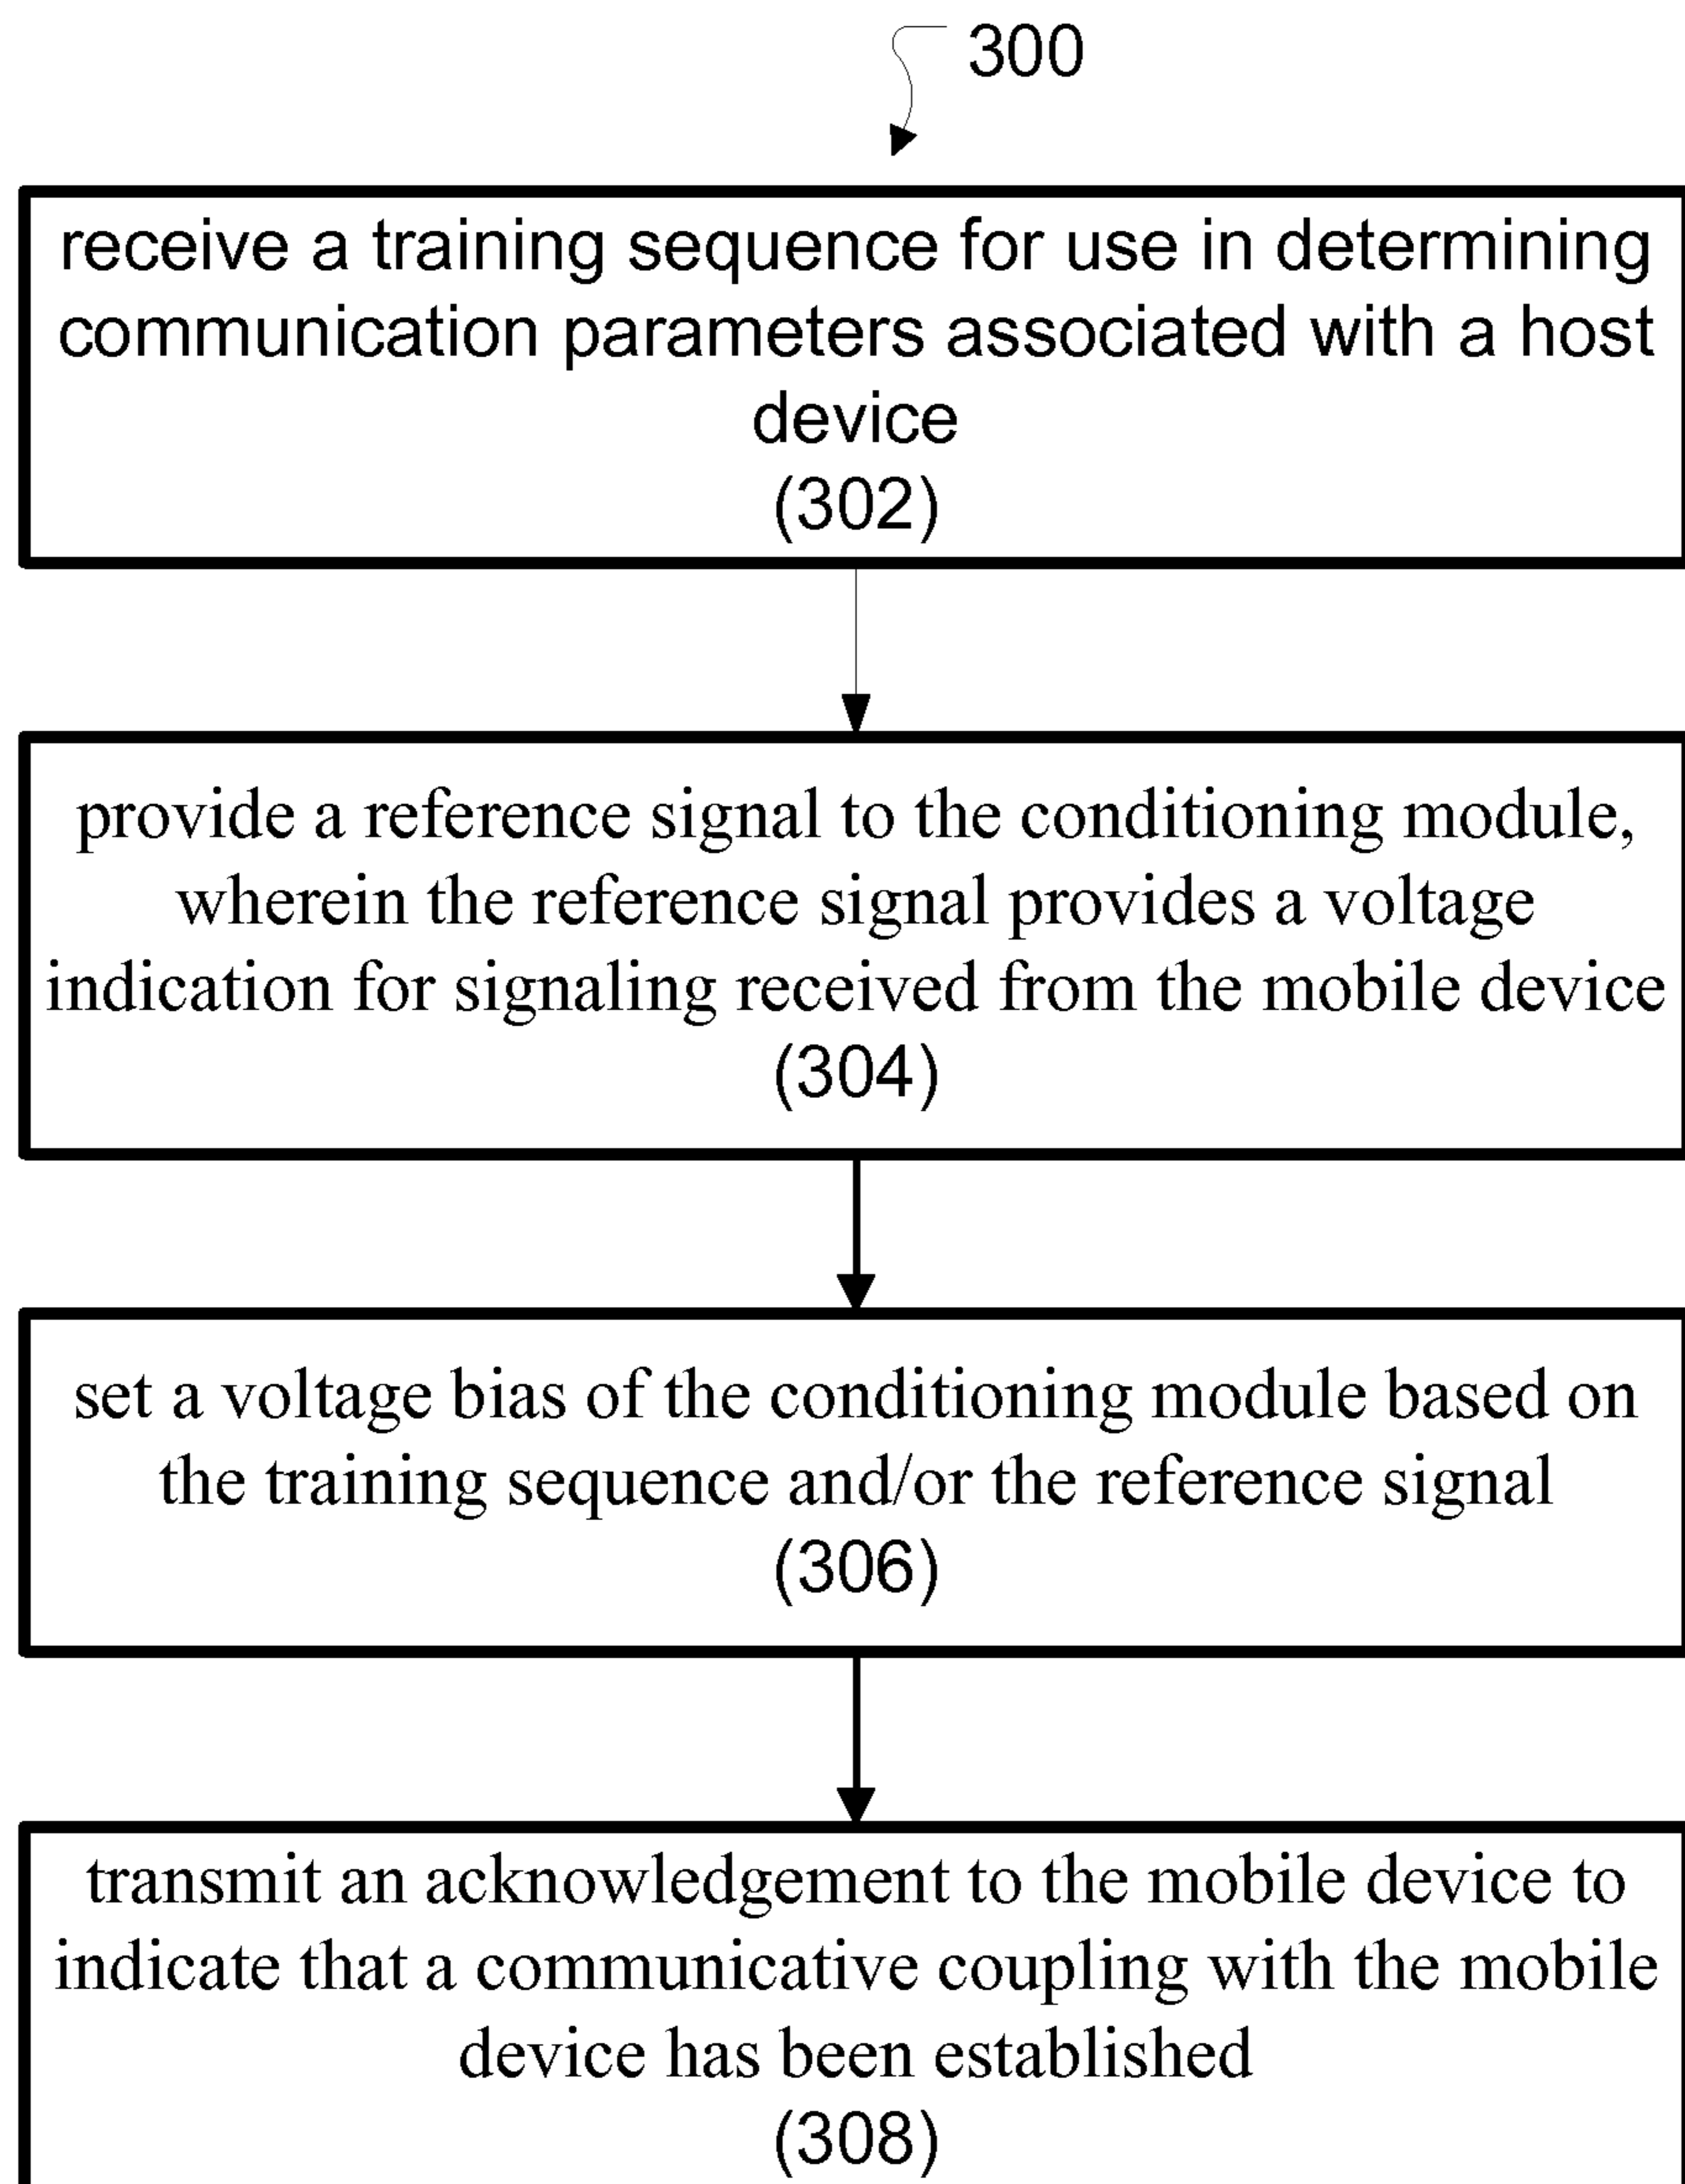 300
receive a training sequence for use in determining
communication parameters associated with a host
device
(302)
provide a reference signal to the conditioning module,
wherein the reference signal provides a voltage
indication for signaling received from the mobile device
(304)
set a voltage bias of the conditioning module based on
the training sequence and/or the reference signal
(306)
transmit an acknowledgement to the mobile device to
indicate that a communicative coupling with the mobile
device has been established
(308)